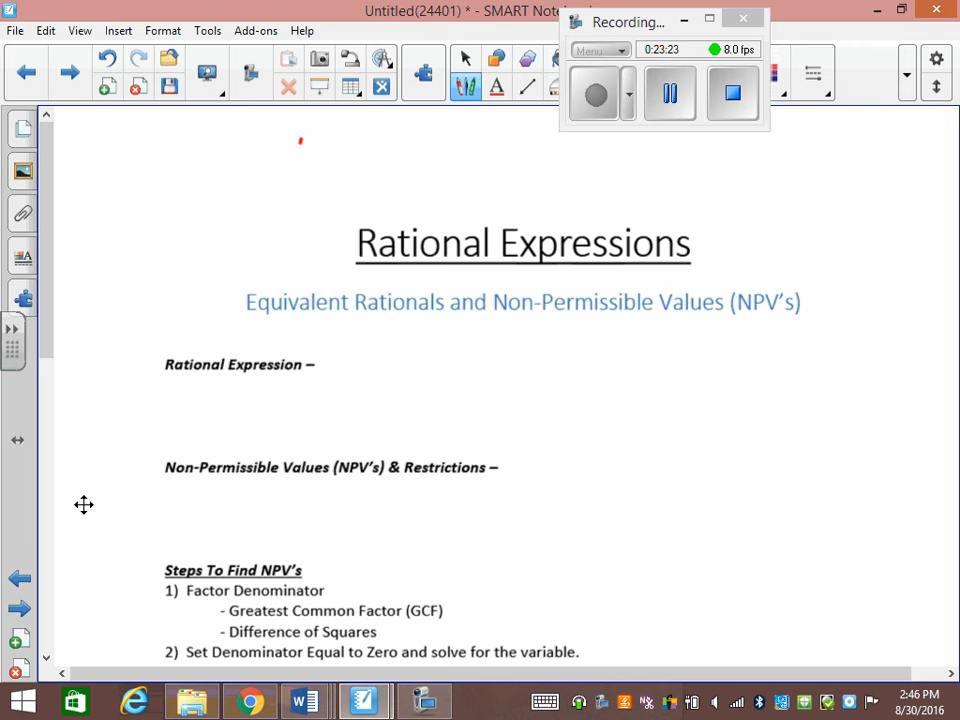 Untitled(24401) * - SMART Note
Recording...
File Edit View Insert Format Tools Add-ons Help
Menu
0:23:23
8.0 fps
Rational Expressions
Equivalent Rationals and Non-Permissible Values (NPV's)
Rational Expression –
Non-Permissible Values (NPV's) & Restrictions –
Steps To Find NPV's
1) Factor Denominator
- Greatest Common Factor (GCF)
- Difference of Squares
2) Set Denominator Equal to Zero and solve for the variable.
2:46 PM
8/30/2016